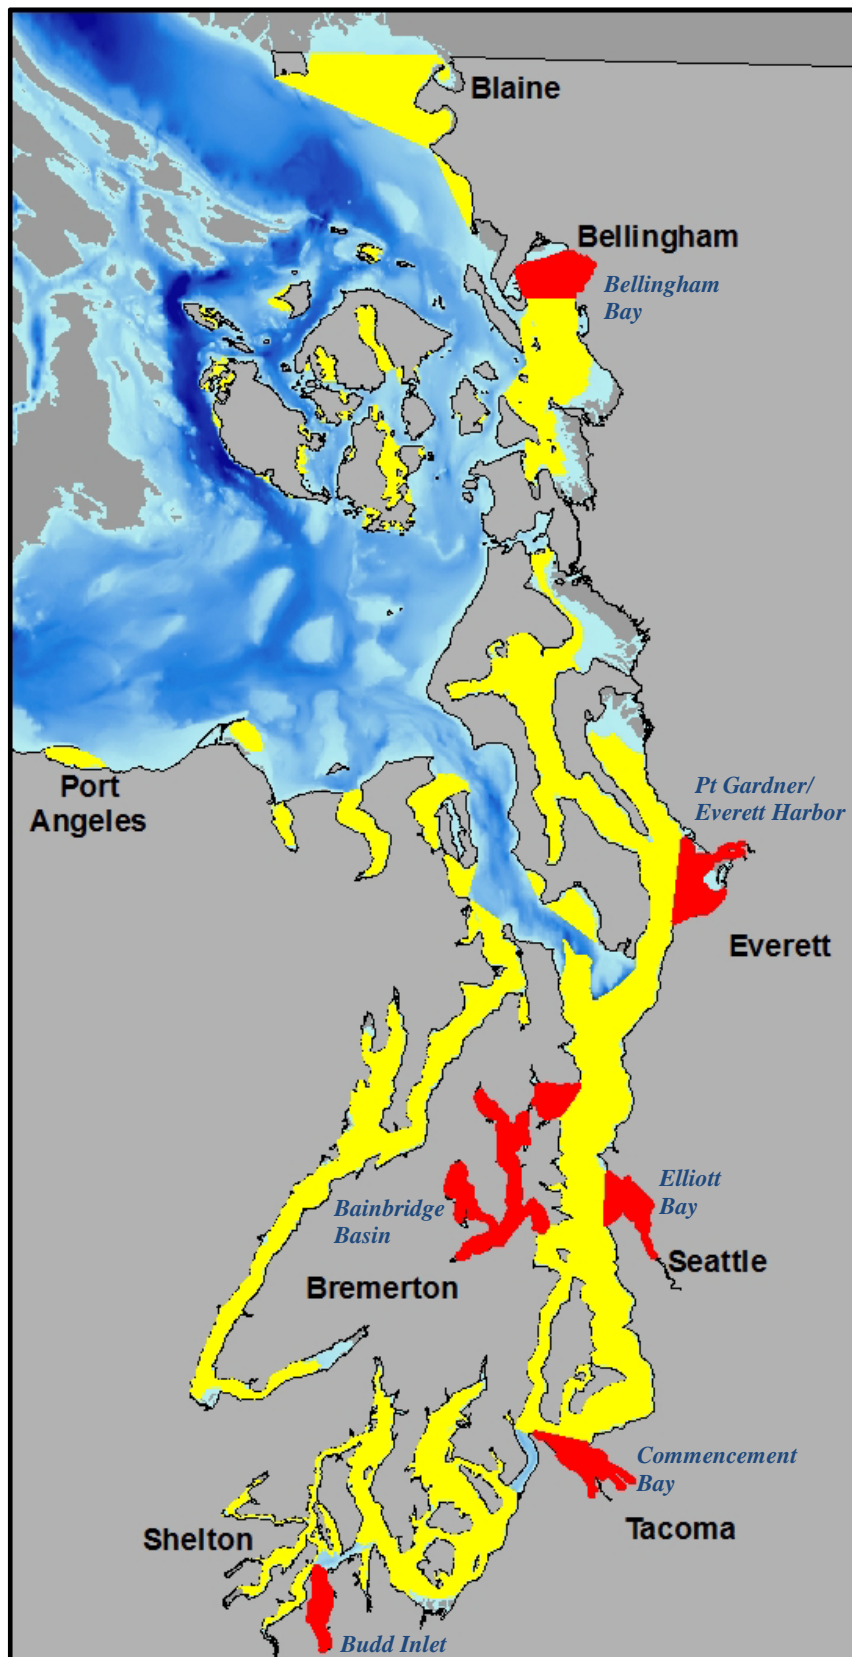 Blaine
Bellingham
Bellingham
Bay
Port
Angeles
Pt Gardner/
Everett Harbor
Everett
Elliott
Bay
Bainbridge
Basin
Seattle
Bremerton
Commencement
Bay
Tacoma
Shelton
Budd Inlet